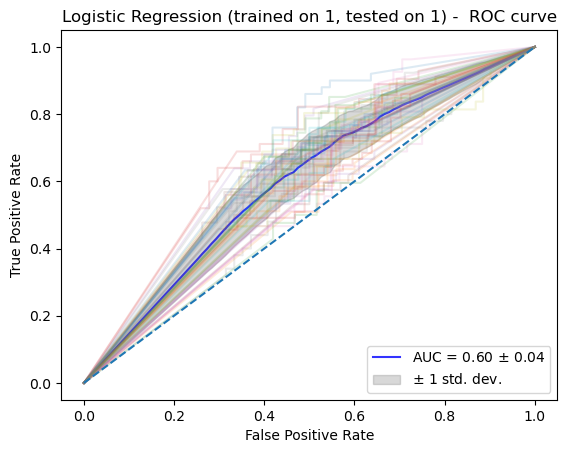 Logistic Regression (trained on 1, tested on 1) -  ROC curve
1.0
0.8
0.6
0.4
0.2
0.0
True Positive Rate
AUC = 0.60 ± 0.04
± 1 std. dev.
0.0 0.2 0.4 0.6 0.8 1.0
False Positive Rate